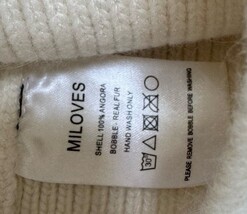 MILOVES
SHELL 100% ANGORA
BOBBLE - REAL FUR
HAND WASH ONLY
30
PLEASE REMOVE BOBBLE BEFORE WASHING